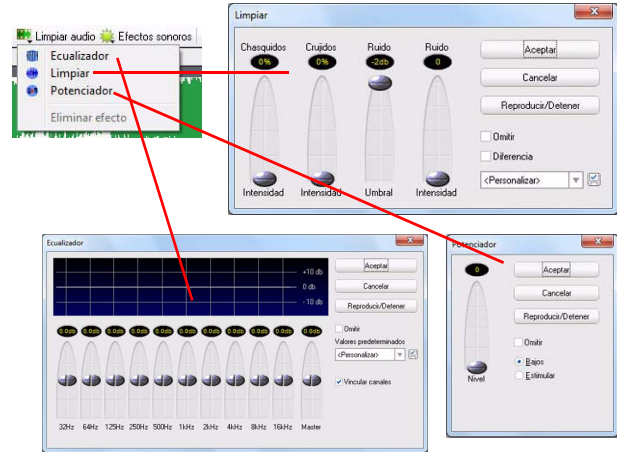 Limpiar audio Efectos sonoros
Ecualizador
Limpiar
Potenciador
Eliminar efecto
Limpiar
Chasquidos Crujidos Ruido Ruido
0% 0% -2db 0
Intensidad Intensidad Umbral Intensidad
Aceptar
Cancelar
Reproducir/Detener
Omitir
Diferencia
<Personalizar>
Ecualizador
+10 db
0 db
-10 db
0.0db 0.0db 0.0db 0.0db 0.0db 0.0db 0.0db 0.0db 0.0db 0.0db 0.0db
32Hz 64Hz 125Hz 250Hz 500Hz 1kHz 2kHz 4kHz 8kHz 16kHz Master
Aceptar
Cancelar
Reproducir/Detener
Omitir
Valores predeterminados
<Personalizar>
Vincular canales
Potenciador
0
Nivel
Aceptar
Cancelar
Reproducir/Detener
Omitir
Bajos
Estimular